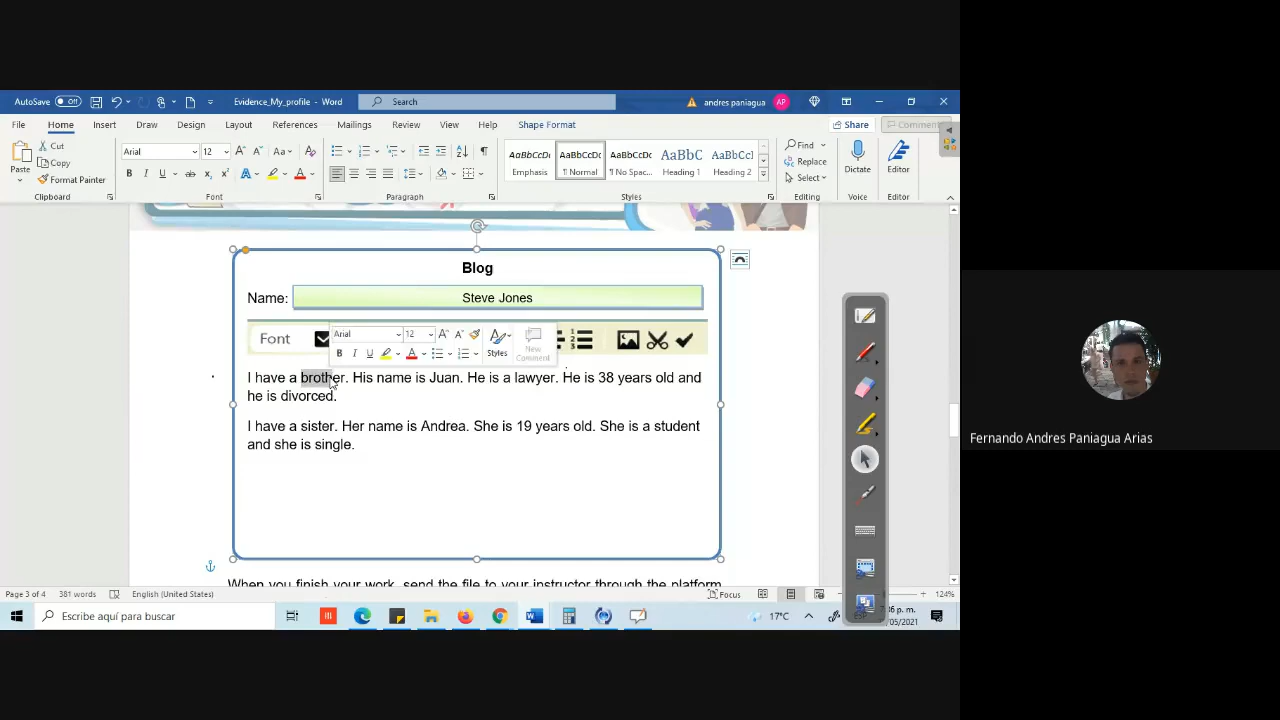 AutoSave Off Evidence_My_profile - Word Search andres paniagua AP
File Home Insert Draw Design Layout References Mailings Review View Help Shape Format Share Comment
Cut Copy Format Painter Paste
Arial 12
Emphasis ¶ Normal ¶ No Spac... Heading 1 Heading 2
Find Replace Select Dictate Editor
Clipboard Font Paragraph Styles Editing Voice Editor
Blog
Name: Steve Jones
Font
Arial 12 Styles New Comment
I have a brother. His name is Juan. He is a lawyer. He is 38 years old and
he is divorced.
I have a sister. Her name is Andrea. She is 19 years old. She is a student
and she is single.
When you finish your work, send the file to your instructor through the platform
Page 3 of 4 381 words English (United States) Focus 124%
Escribe aquí para buscar 17°C
Fernando Andres Paniagua Arias